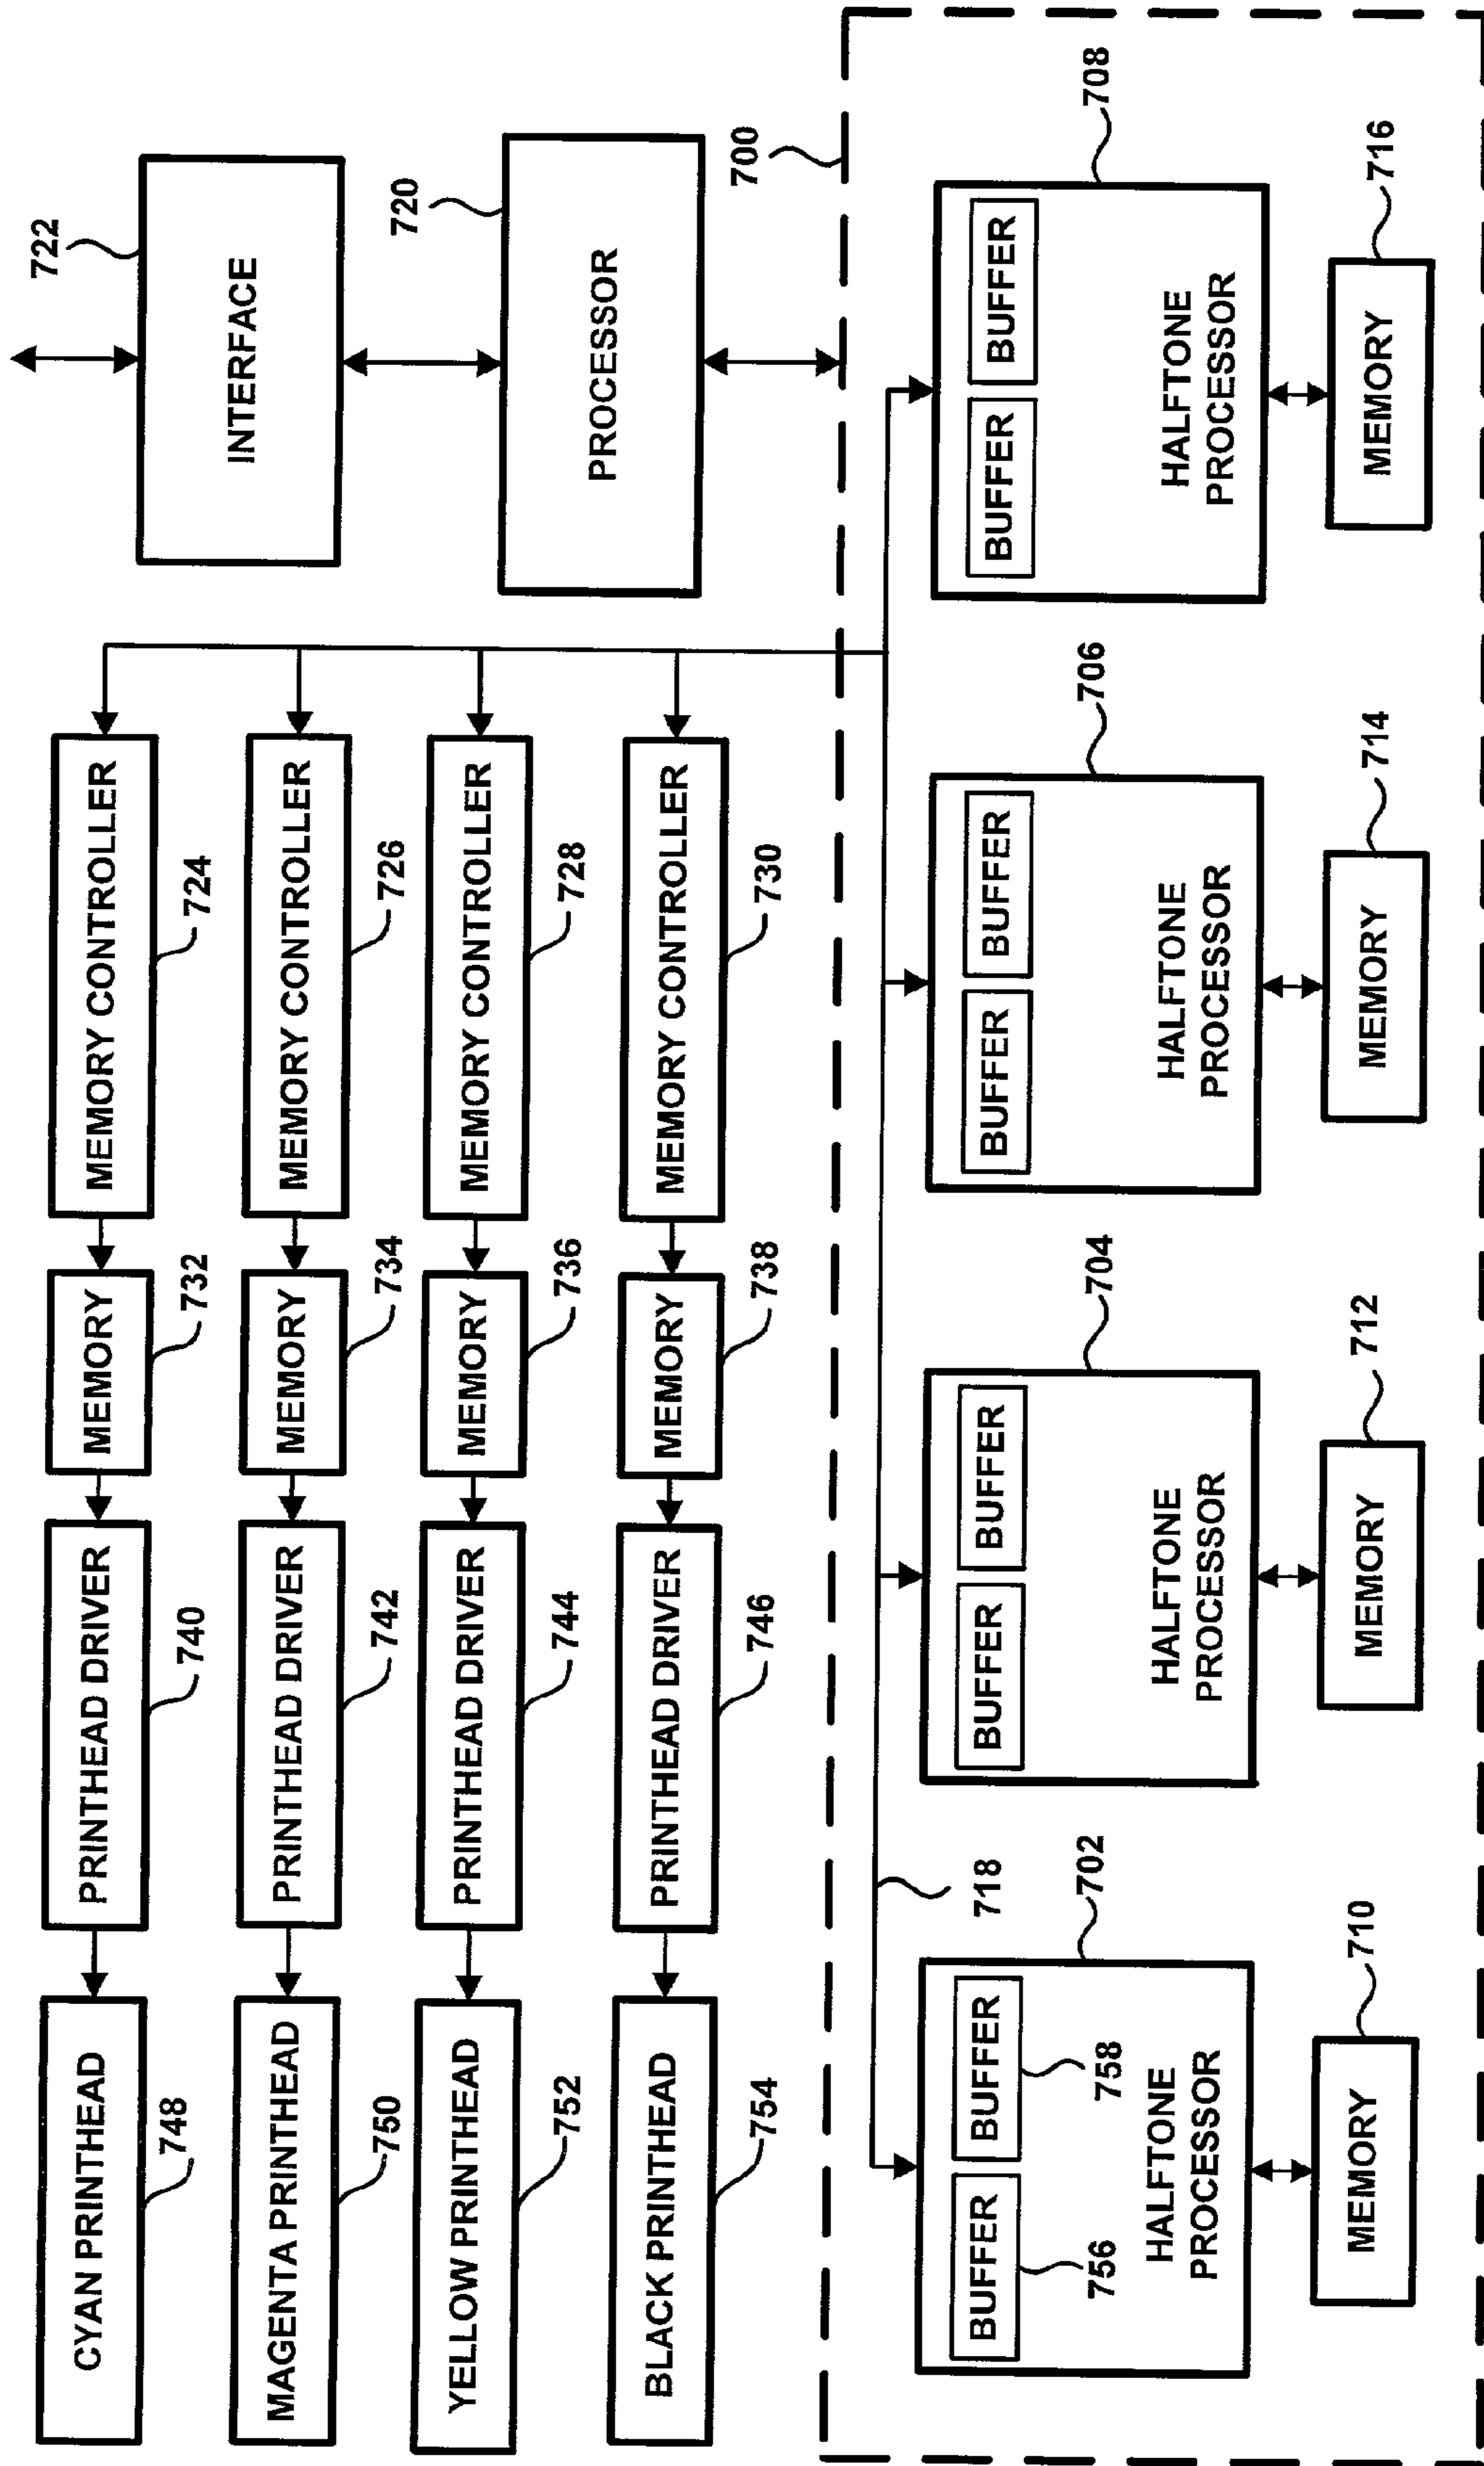 CYAN PRINTHEAD
748
PRINTHEAD DRIVER
740
MEMORY
732
MEMORY CONTROLLER
724
MAGENTA PRINTHEAD
750
PRINTHEAD DRIVER
742
MEMORY
734
MEMORY CONTROLLER
726
YELLOW PRINTHEAD
752
PRINTHEAD DRIVER
744
MEMORY
736
MEMORY CONTROLLER
728
BLACK PRINTHEAD
754
PRINTHEAD DRIVER
746
MEMORY
738
MEMORY CONTROLLER
730
722
INTERFACE
720
PROCESSOR
700
718
702
BUFFER
BUFFER
756
758
HALFTONE
PROCESSOR
710
MEMORY
704
BUFFER
BUFFER
HALFTONE
PROCESSOR
712
MEMORY
706
BUFFER
BUFFER
HALFTONE
PROCESSOR
714
MEMORY
708
BUFFER
BUFFER
HALFTONE
PROCESSOR
716
MEMORY